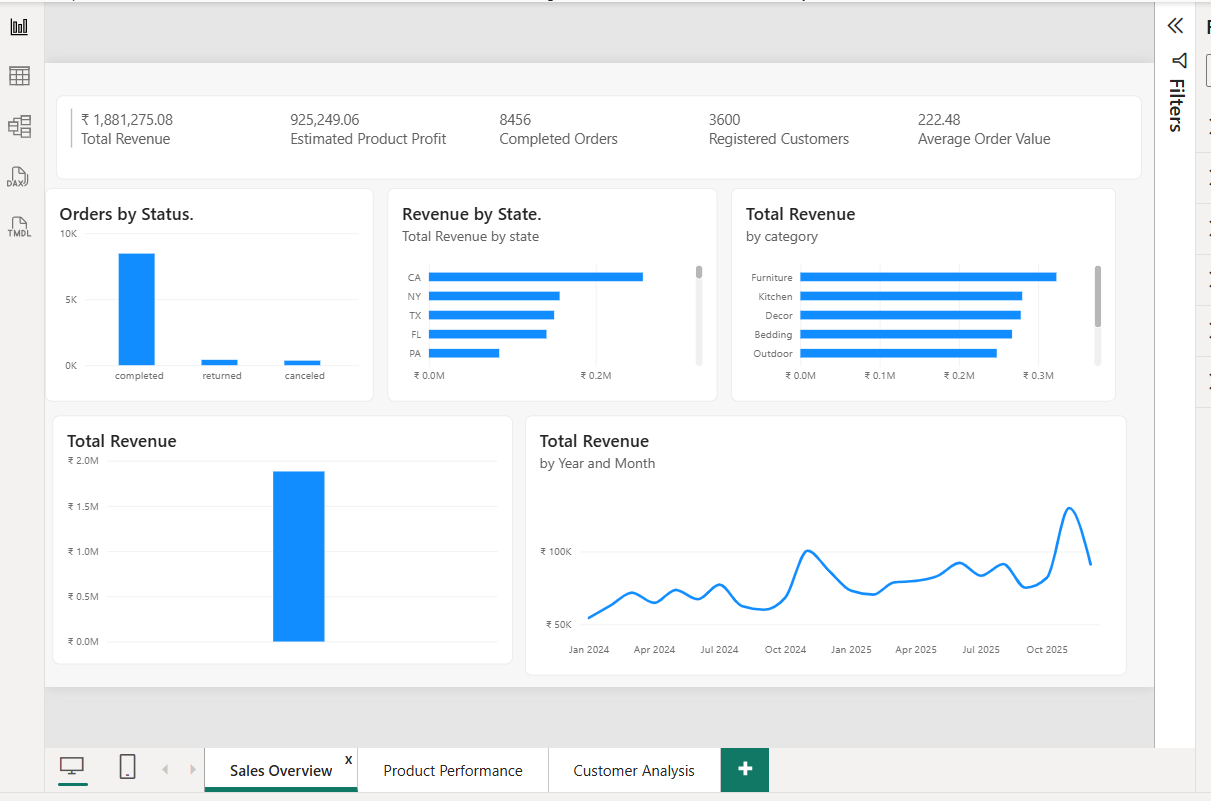 DAX
TMDL
Filters
₹ 1,881,275.08
Total Revenue
925,249.06
Estimated Product Profit
8456
Completed Orders
3600
Registered Customers
222.48
Average Order Value
Orders by Status.
10K
5K
0K
completed
returned
canceled
Revenue by State.
Total Revenue by state
CA
NY
TX
FL
PA
₹ 0.0M
₹ 0.2M
Total Revenue
by category
Furniture
Kitchen
Decor
Bedding
Outdoor
₹ 0.0M
₹ 0.1M
₹ 0.2M
₹ 0.3M
Total Revenue
₹ 2.0M
₹ 1.5M
₹ 1.0M
₹ 0.5M
₹ 0.0M
Total Revenue
by Year and Month
₹ 100K
₹ 50K
Jan 2024
Apr 2024
Jul 2024
Oct 2024
Jan 2025
Apr 2025
Jul 2025
Oct 2025
Sales Overview
x
Product Performance
Customer Analysis